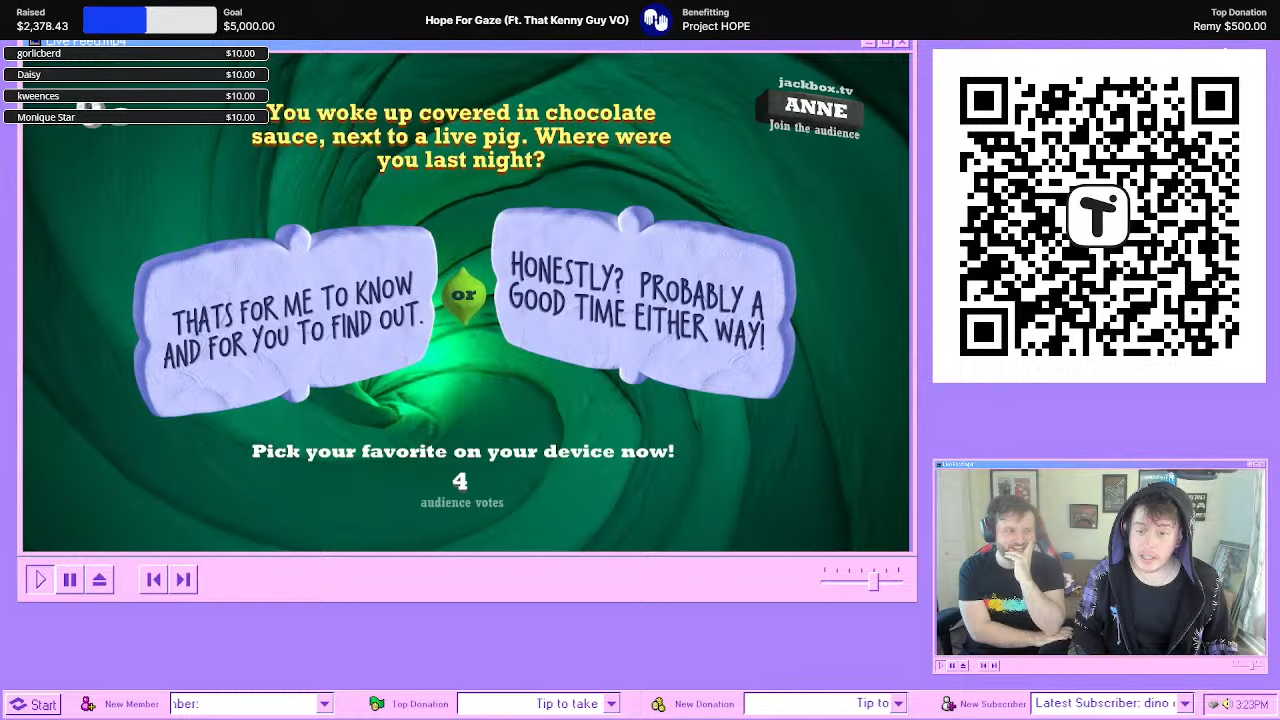 Raised
$2,378.43
Goal
$5,000.00
Hope For Gaze (Ft. That Kenny Guy VO)
Benefitting
Project HOPE
Top Donation
Remy $500.00
Live Feed.mp4
gorlicberd $10.00
Daisy $10.00
kweences $10.00
Monique Star $10.00
You woke up covered in chocolate
sauce, next to a live pig. Where were
you last night?
jackbox.tv
ANNE
Join the audience
THATS FOR ME TO KNOW
AND FOR YOU TO FIND OUT.
or
HONESTLY? PROBABLY A
GOOD TIME EITHER WAY!
Pick your favorite on your device now!
4
audience votes
T
Start
New Member
nber:
Top Donation
Tip to take
New Donation
Tip to
New Subscriber
Latest Subscriber: dino
3:23PM